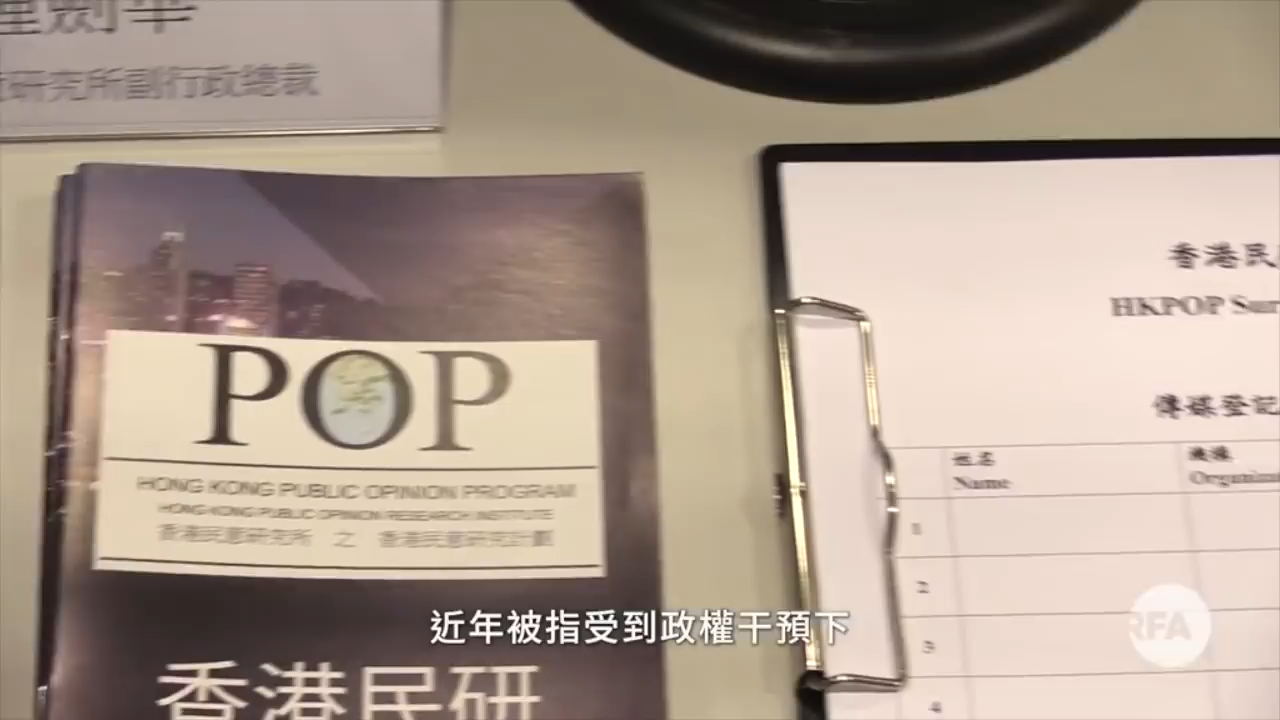 研究所副行政總裁
POP
HONG KONG PUBLIC OPINION PROGRAM
HONG KONG PUBLIC OPINION RESEARCH INSTITUTE
香港民意研究所 之 香港民意研究計劃
香港民研
香港民
HKPOP Sur
傳媒登記
姓名
Name
機構
Organizat
1
2
3
4
近年被指受到政權干預下
RFA